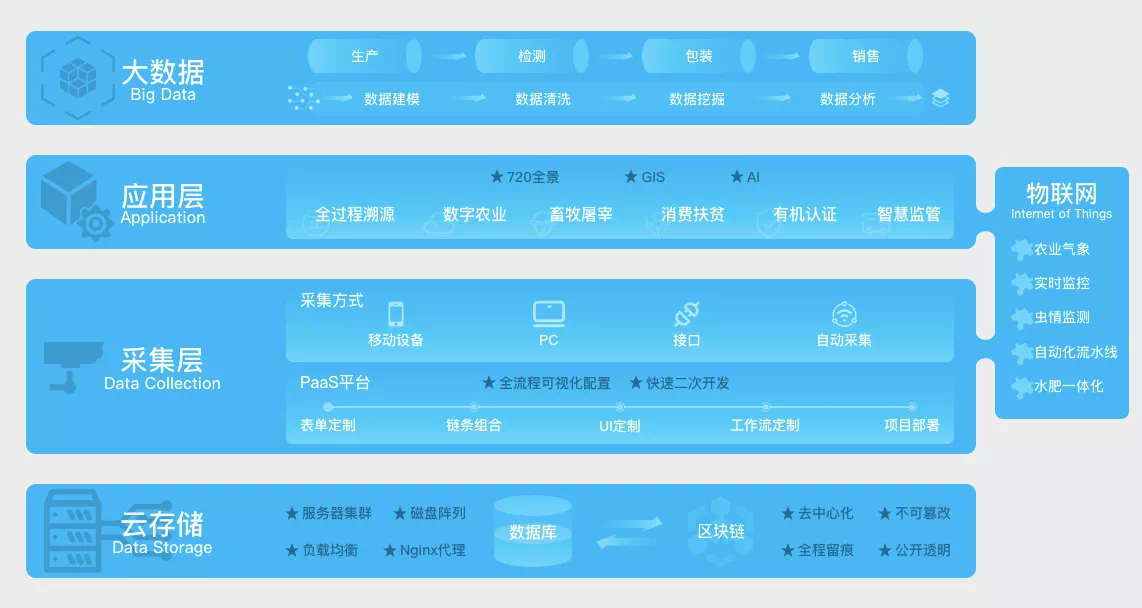 大数据
Big Data
生产 检测 包装 销售
数据建模 数据清洗 数据挖掘 数据分析
应用层
Application
★ 720全景 ★ GIS ★ AI
全过程溯源 数字农业 畜牧屠宰 消费扶贫 有机认证 智慧监管
物联网
Internet of Things
农业气象
实时监控
虫情监测
自动化流水线
水肥一体化
采集层
Data Collection
采集方式
移动设备 PC 接口 自动采集
PaaS平台 ★ 全流程可视化配置 ★ 快速二次开发
表单定制 链条组合 UI定制 工作流定制 项目部署
云存储
Data Storage
★ 服务器集群 ★ 磁盘阵列
★ 负载均衡 ★ Nginx代理
数据库
区块链
★ 去中心化 ★ 不可篡改
★ 全程留痕 ★ 公开透明